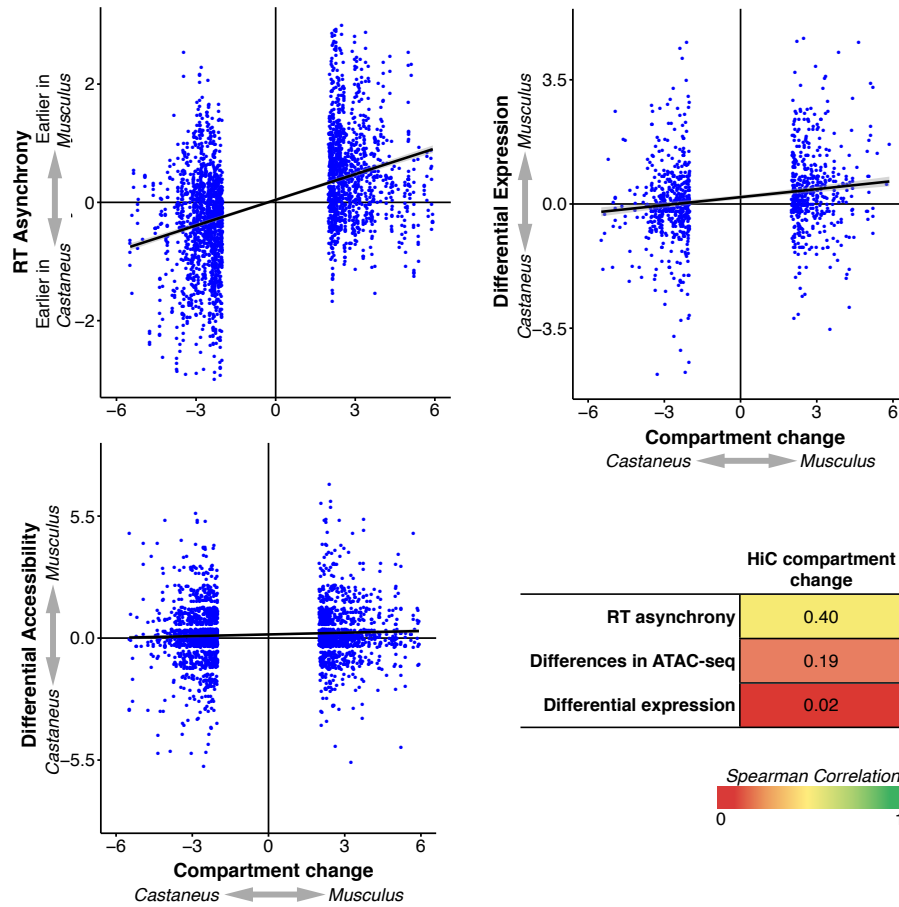 RT Asynchrony
Earlier in
Castaneus
Earlier in
Musculus
2
0
−2
−6
−3
0
3
6
Differential Expression
Castaneus
Musculus
3.5
0.0
−3.5
−6
−3
0
3
6
Compartment change
Castaneus
Musculus
Differential Accessibility
Castaneus
Musculus
5.5
0.0
−5.5
−6
−3
0
3
6
Compartment change
Castaneus
Musculus
HiC compartment
change
RT asynchrony 0.40
Differences in ATAC-seq 0.19
Differential expression 0.02
Spearman Correlation
0